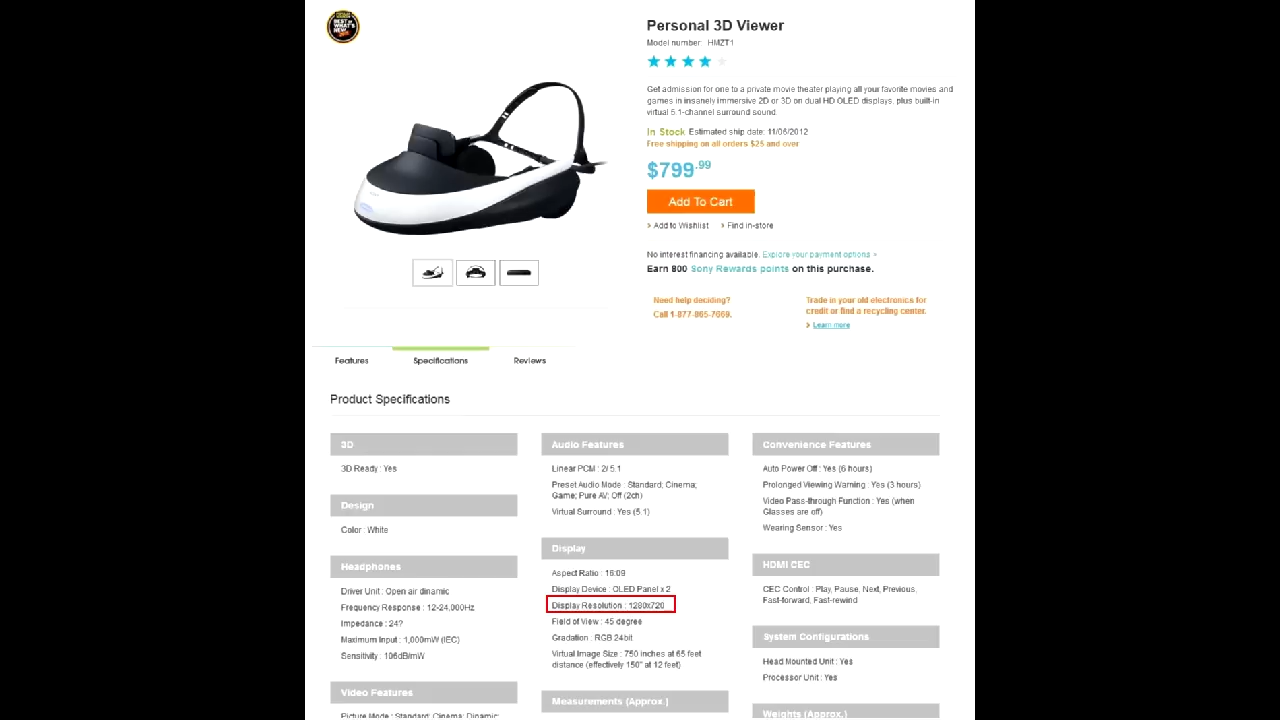 BEST OF
WHAT'S
NEW
Personal 3D Viewer
Model number: HMZT1
Get admission for one to a private movie theater playing all your favorite movies and
games in insanely immersive 2D or 3D on dual HD OLED displays, plus built-in
virtual 5.1-channel surround sound.
In Stock Estimated ship date: 11/06/2012
Free shipping on all orders $25 and over
$799.99
Add To Cart
› Add to Wishlist › Find in-store
No interest financing available. Explore your payment options »
Earn 800 Sony Rewards points on this purchase.
Need help deciding?
Call 1-877-865-7669.
Trade in your old electronics for
credit or find a recycling center.
› Learn more
Features Specifications Reviews
Product Specifications
3D
3D Ready : Yes
Design
Color : White
Headphones
Driver Unit : Open air dinamic
Frequency Response : 12-24,000Hz
Impedance : 24?
Maximum Input : 1,000mW (IEC)
Sensitivity : 106dB/mW
Video Features
Picture Mode : Standard; Cinema; Dynamic;
Audio Features
Linear PCM : 2/ 5.1
Preset Audio Mode : Standard; Cinema;
Game; Pure AV; Off (2ch)
Virtual Surround : Yes (5.1)
Display
Aspect Ratio : 16:09
Display Device : OLED Panel x 2
Display Resolution : 1280x720
Field of View : 45 degree
Gradation : RGB 24bit
Virtual Image Size : 750 inches at 65 feet
distance (effectively 150" at 12 feet)
Measurements (Approx.)
Convenience Features
Auto Power Off : Yes (6 hours)
Prolonged Viewing Warning : Yes (3 hours)
Video Pass-through Function : Yes (when
Glasses are off)
Wearing Sensor : Yes
HDMI CEC
CEC Control : Play, Pause, Next, Previous,
Fast-forward, Fast-rewind
System Configurations
Head Mounted Unit : Yes
Processor Unit : Yes
Weights (Approx.)